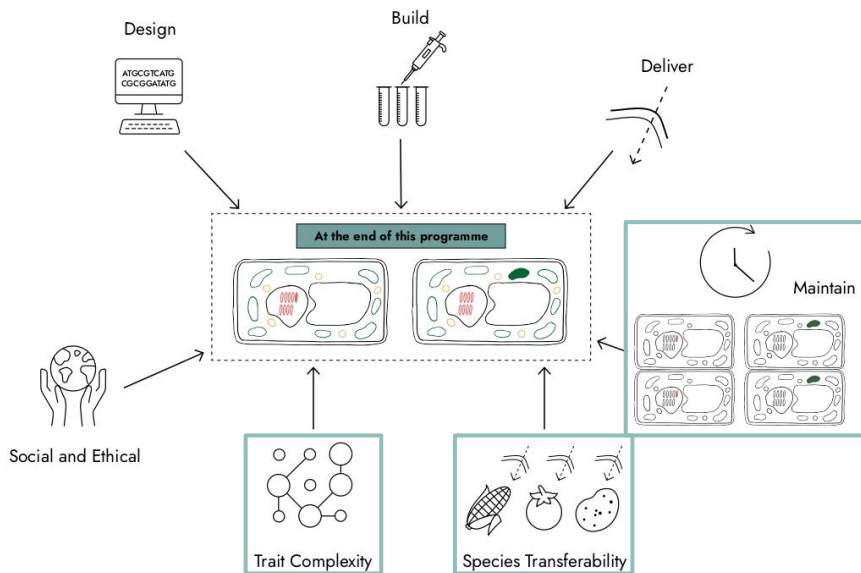 Design
Build
Deliver
ATGCGTCATG
CGCGGATATG
At the end of this programme
Maintain
Social and Ethical
Trait Complexity
Species Transferability